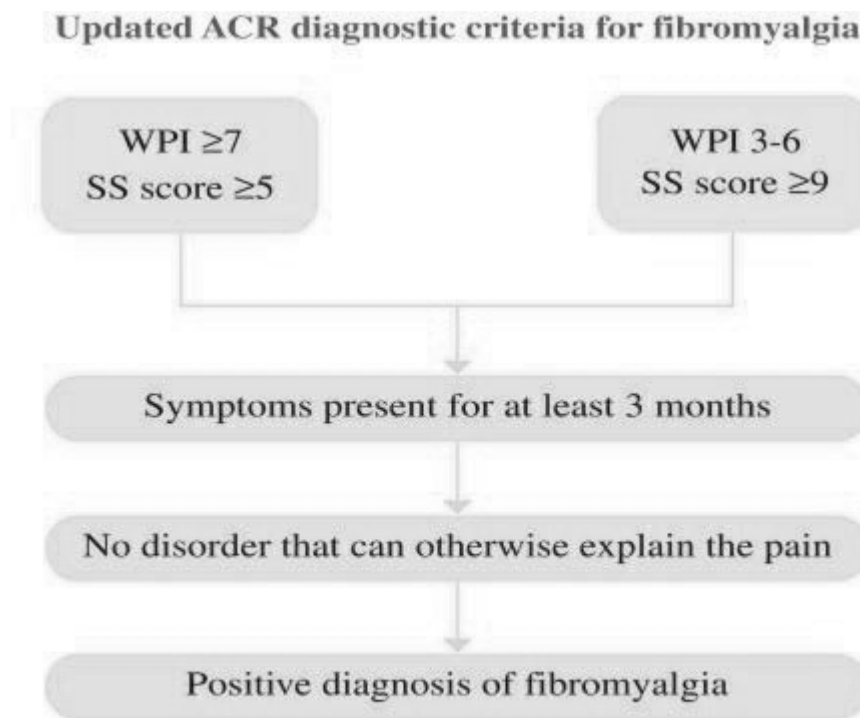 Updated ACR diagnostic criteria for fibromyalgia
WPI ≥7
SS score ≥5
WPI 3-6
SS score ≥9
Symptoms present for at least 3 months
No disorder that can otherwise explain the pain
Positive diagnosis of fibromyalgia